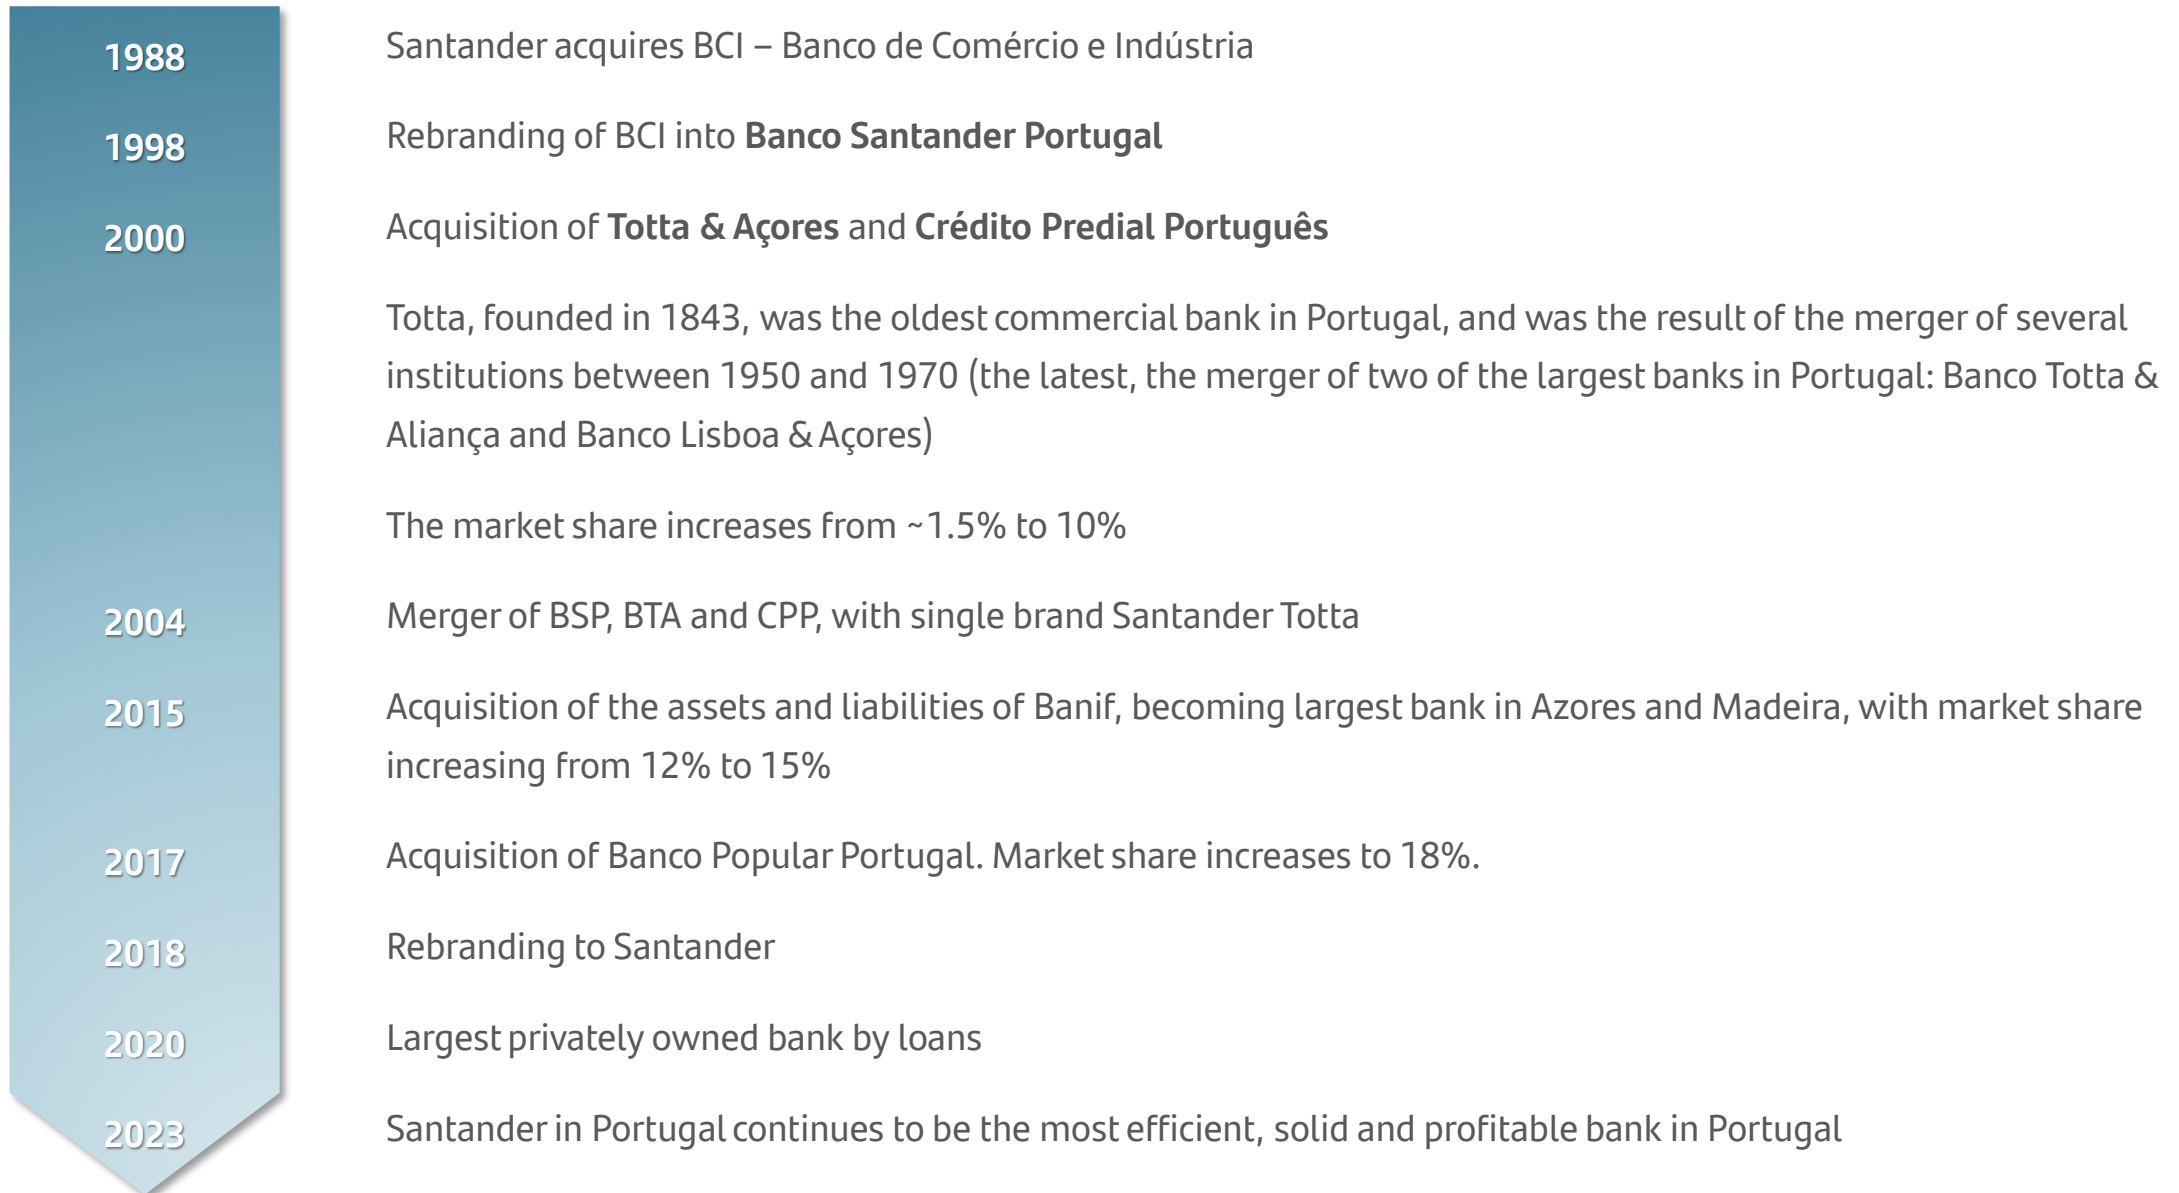 1988
Santander acquires BCI – Banco de Comércio e Indústria
1998
Rebranding of BCI into Banco Santander Portugal
2000
Acquisition of Totta & Açores and Crédito Predial Português
Totta, founded in 1843, was the oldest commercial bank in Portugal, and was the result of the merger of several
institutions between 1950 and 1970 (the latest, the merger of two of the largest banks in Portugal: Banco Totta &
Aliança and Banco Lisboa & Açores)
The market share increases from ~1.5% to 10%
2004
Merger of BSP, BTA and CPP, with single brand Santander Totta
2015
Acquisition of the assets and liabilities of Banif, becoming largest bank in Azores and Madeira, with market share
increasing from 12% to 15%
2017
Acquisition of Banco Popular Portugal. Market share increases to 18%.
2018
Rebranding to Santander
2020
Largest privately owned bank by loans
2023
Santander in Portugal continues to be the most efficient, solid and profitable bank in Portugal